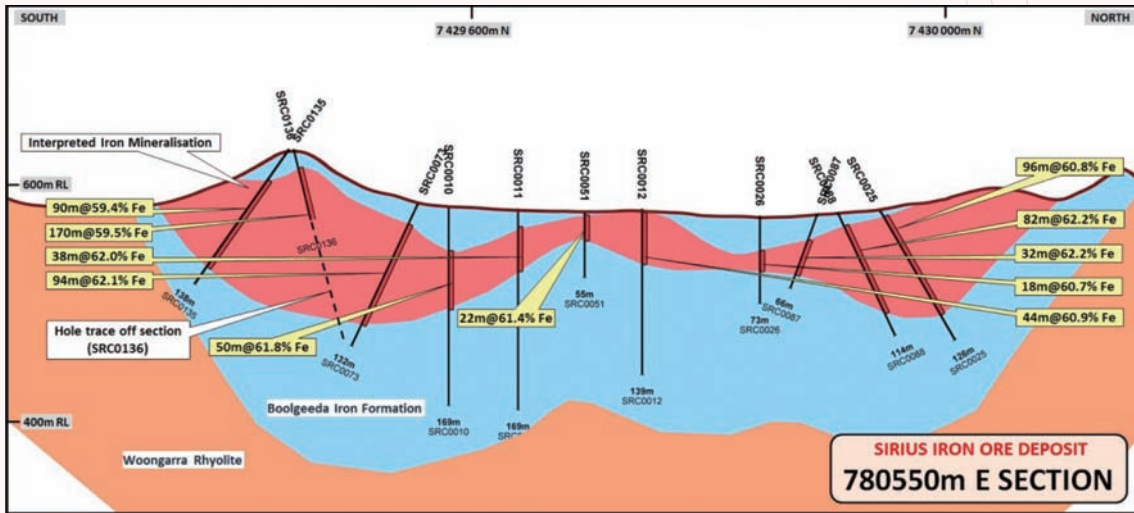 SOUTH
7 429 600m N
7 430 000m N
NORTH
SRC0136
SRC0135
SRC0073
SRC0010
SRC0011
SRC0051
SRC0012
SRC0026
SRC0087
SRC0025
Interpreted Iron Mineralisation
600m RL
90m@59.4% Fe
170m@59.5% Fe
38m@62.0% Fe
94m@62.1% Fe
Hole trace off section
(SRC0136)
50m@61.8% Fe
22m@61.4% Fe
96m@60.8% Fe
82m@62.2% Fe
32m@62.2% Fe
18m@60.7% Fe
44m@60.9% Fe
SRC0136
138m
SRC0135
132m
SRC0073
169m
SRC0010
169m
55m
SRC0051
139m
SRC0012
73m
SRC0026
66m
SRC0087
114m
SRC0088
126m
SRC0025
Boolgeeda Iron Formation
400m RL
Woongarra Rhyolite
SIRIUS IRON ORE DEPOSIT
780550m E SECTION